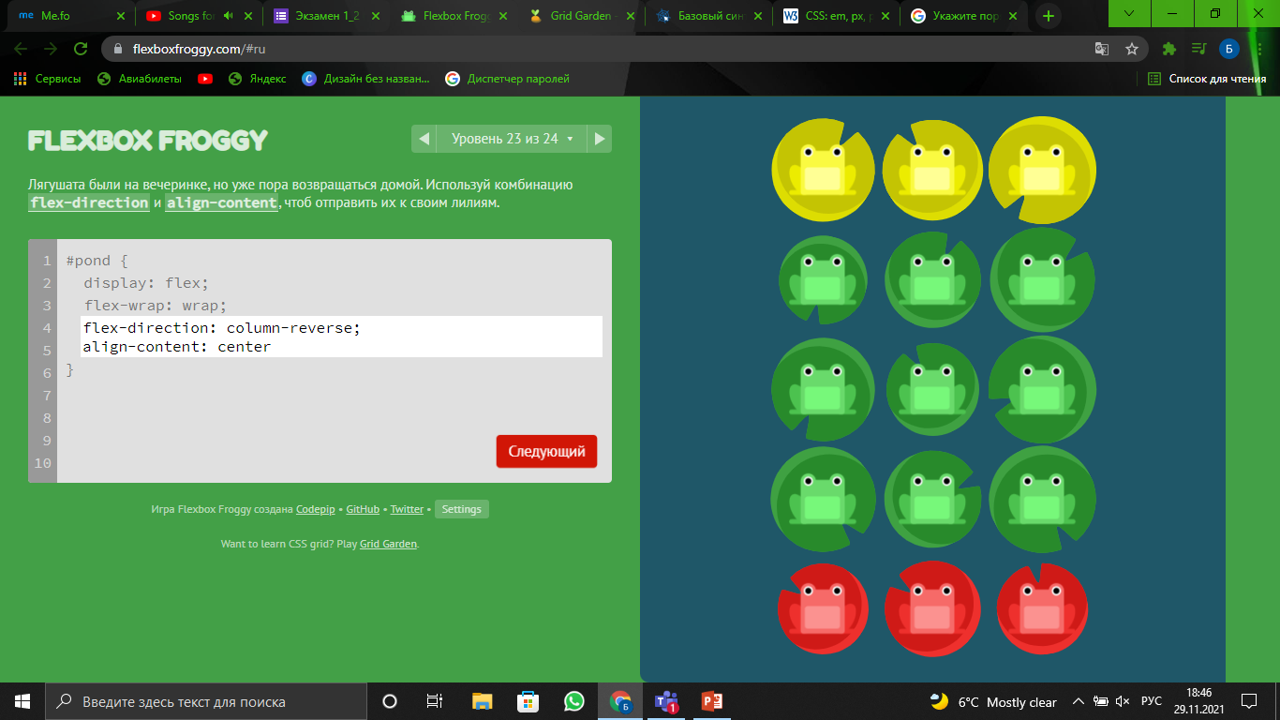 Me.fo
Songs for
Экзамен 1_2
Flexbox Frogg
Grid Garden -
Базовый син
CSS: em, px,
Укажите пор
flexboxfroggy.com/#ru
Б
Сервисы
Авиабилеты
Яндекс
Дизайн без назван...
Диспетчер паролей
Список для чтения
FLEXBOX FROGGY
Уровень 23 из 24
Лягушата были на вечеринке, но уже пора возвращаться домой. Используй комбинацию
flex-direction и align-content, чтоб отправить их к своим лилиям.
1 #pond {
2 display: flex;
3 flex-wrap: wrap;
4 flex-direction: column-reverse;
5 align-content: center
6 }
7
8
9
10
Следующий
Игра Flexbox Froggy создана Codepip • GitHub • Twitter • Settings
Want to learn CSS grid? Play Grid Garden.
Введите здесь текст для поиска
6°C Mostly clear
РУС
18:46
29.11.2021